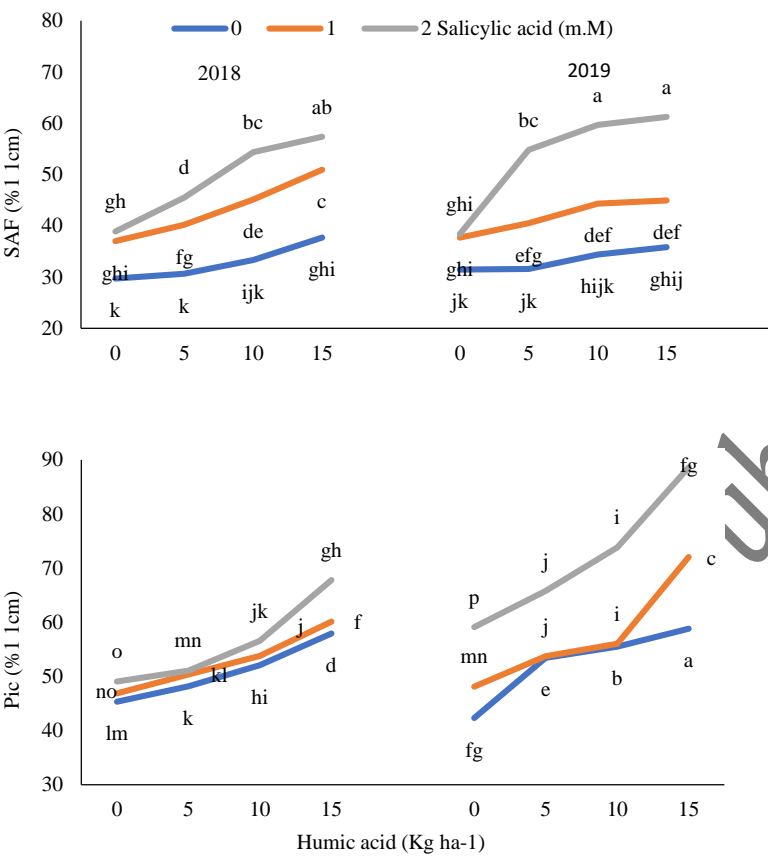 80
0 1 2 Salicylic acid (m.M)
70
2018 2019
60
50
40
30
20
SAF (%1 1cm)
gh d bc ab
ghi fg de c
k k ijk ghi
ghi bc a a
ghi efg def def
jk jk hijk ghij
0 5 10 15 0 5 10 15
90
80
70
60
50
40
30
Pic (%1 1cm)
o mn jk gh
no kl j f
lm k hi d
p j i fg
mn j i c
fg e b a
0 5 10 15 0 5 10 15
Humic acid (Kg ha-1)